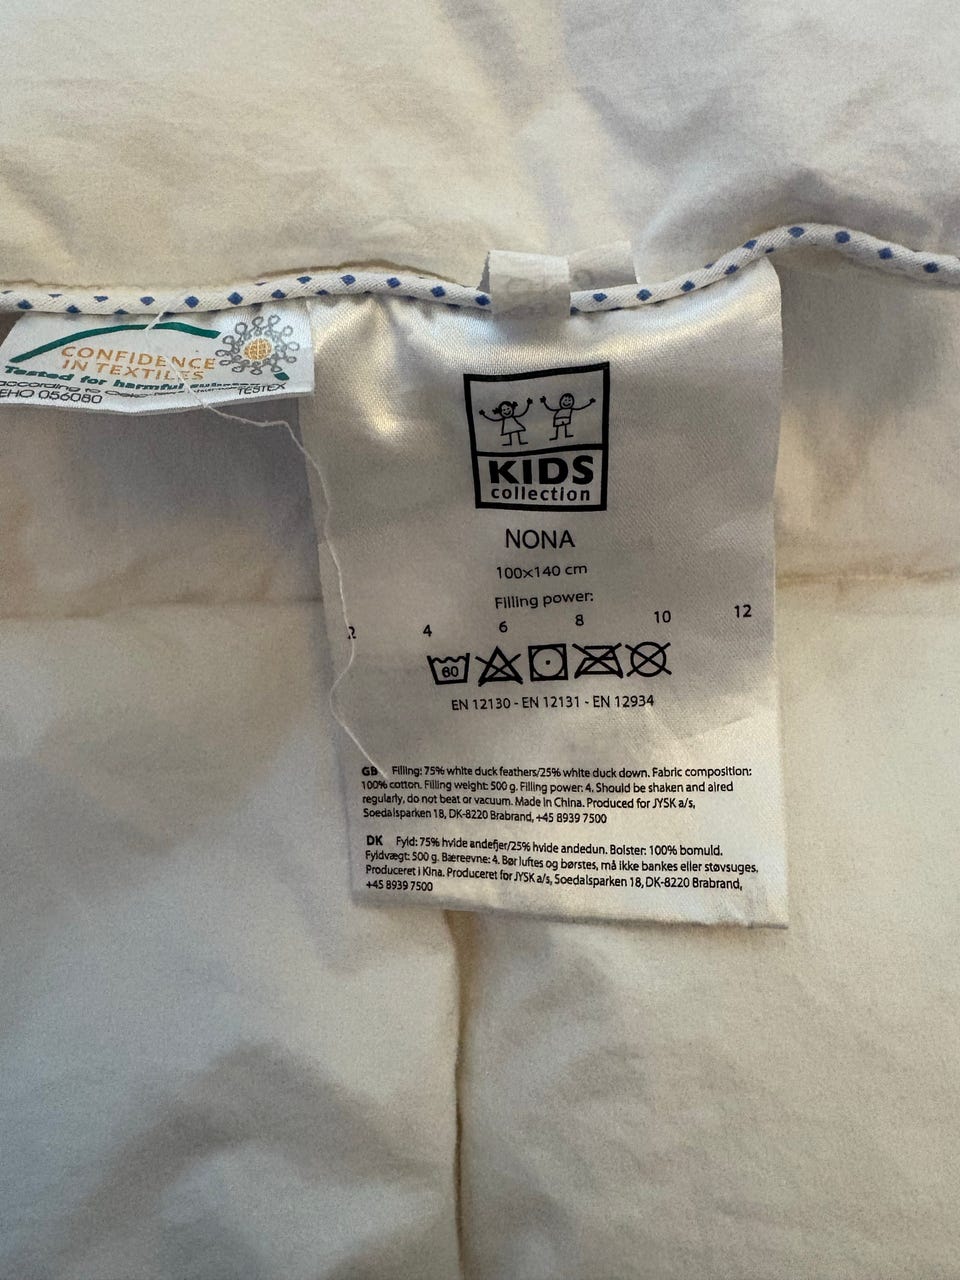 CONFIDENCE
IN TEXTILES
Tested for harmful
according to
TESTEX
056080
KIDS
collection
NONA
100×140 cm
Filling power:
2 4 6 8 10 12
60
EN 12130 - EN 12131 - EN 12934
GB Filling: 75% white duck feathers/25% white duck down. Fabric composition:
100% cotton. Filling weight: 500 g. Filling power: 4. Should be shaken and aired
regularly, do not beat or vacuum. Made in China. Produced for JYSK a/s,
Soedalsparken 18, DK-8220 Brabrand, +45 8939 7500
DK Fyld: 75% hvide andefjer/25% hvide andedun. Bolster: 100% bomuld.
Fyldvægt: 500 g. Bæreevne: 4. Bør luftes og børstes, må ikke bankes eller støvsuges.
Produceret i Kina. Produceret for JYSK a/s, Soedalsparken 18, DK-8220 Brabrand,
+45 8939 7500